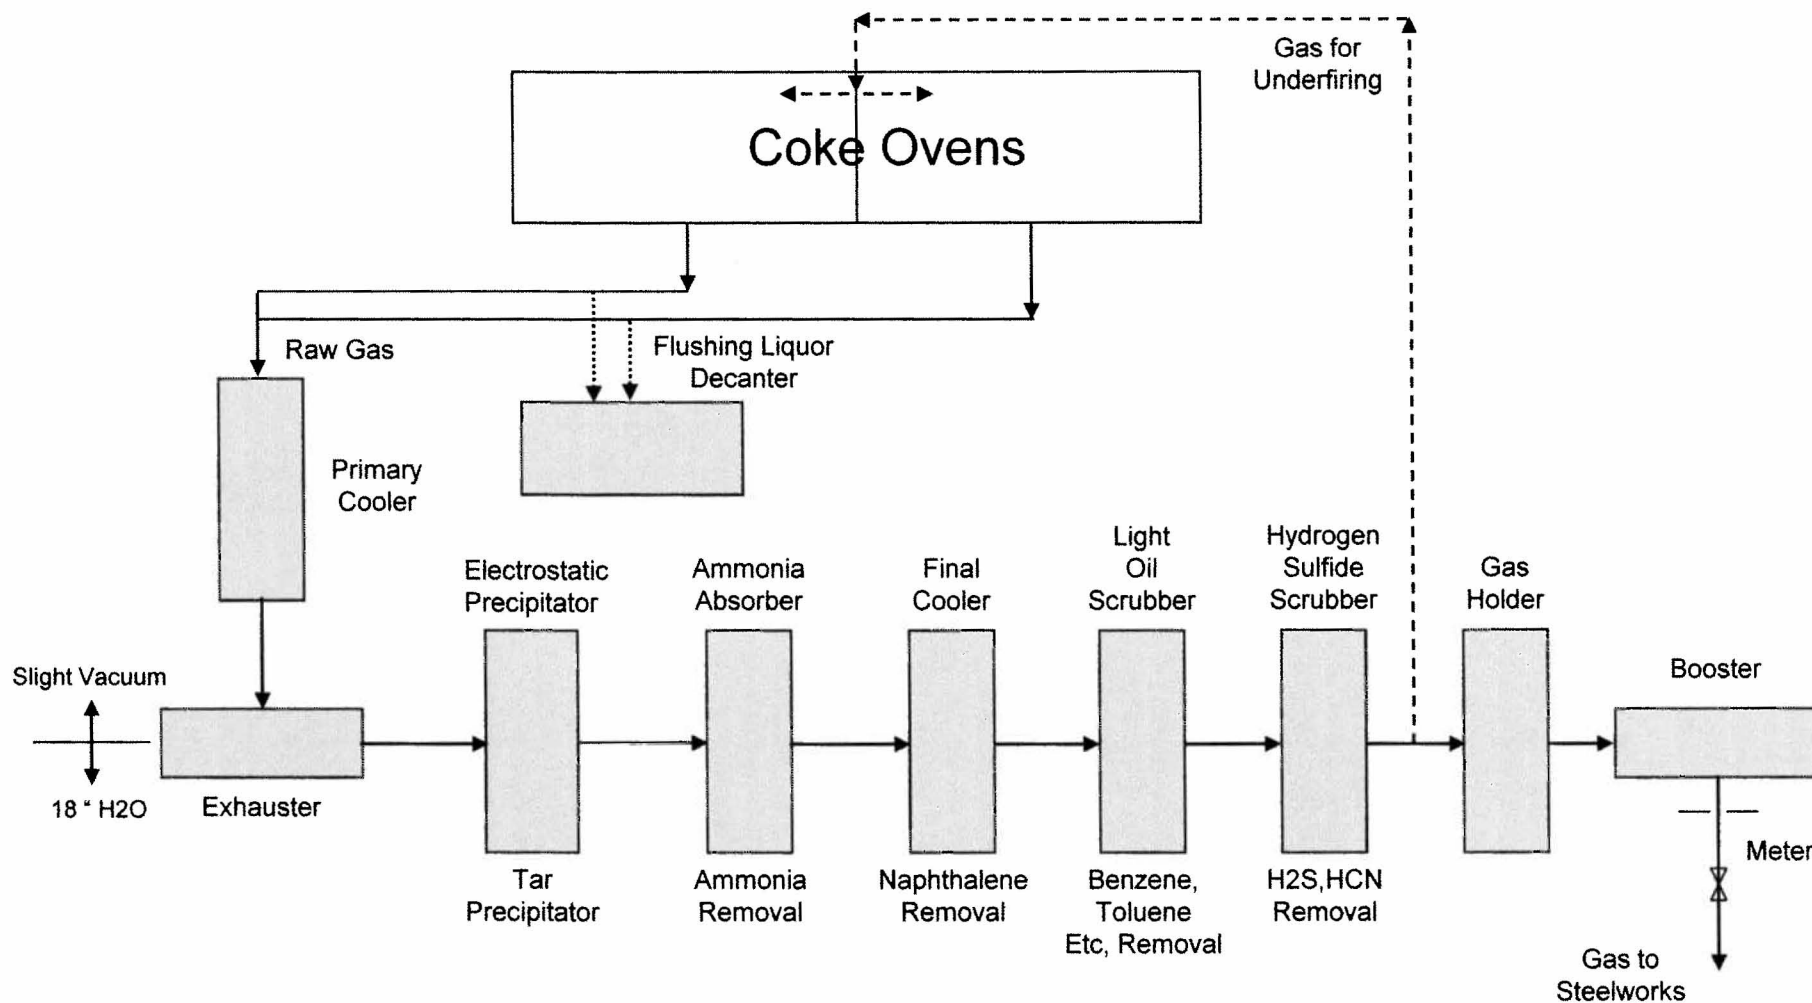 Gas for
Underfiring
Coke Ovens
Raw Gas
Flushing Liquor
Decanter
Primary
Cooler
Electrostatic
Precipitator
Ammonia
Absorber
Final
Cooler
Light
Oil
Scrubber
Hydrogen
Sulfide
Scrubber
Gas
Holder
Booster
Slight Vacuum
18 “ H2O
Exhauster
Tar
Precipitator
Ammonia
Removal
Naphthalene
Removal
Benzene,
Toluene
Etc, Removal
H2S,HCN
Removal
Meter
Gas to
Steelworks